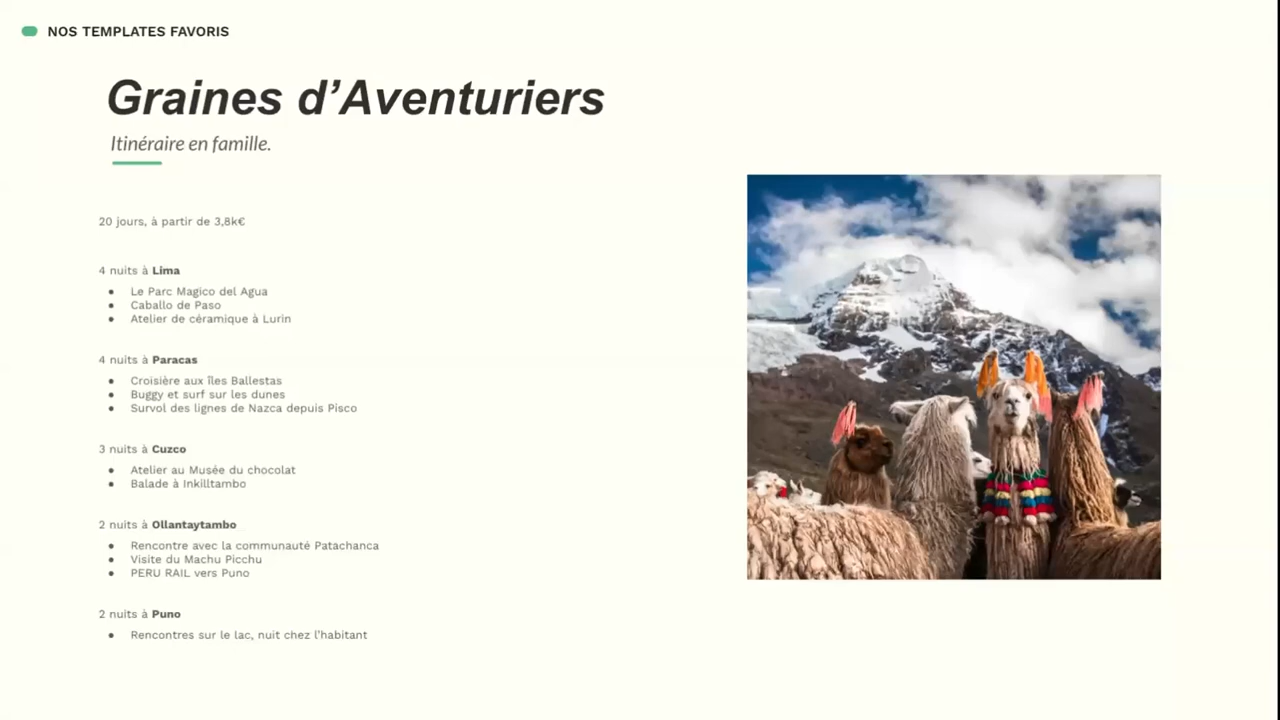 NOS TEMPLATES FAVORIS
Graines d’Aventuriers
Itinéraire en famille.
20 jours, à partir de 3,8k€
4 nuits à Lima
● Le Parc Magico del Agua
● Caballo de Paso
● Atelier de céramique à Lurin
4 nuits à Paracas
● Croisière aux îles Ballestas
● Buggy et surf sur les dunes
● Survol des lignes de Nazca depuis Pisco
3 nuits à Cuzco
● Atelier au Musée du chocolat
● Balade à Inkilltambo
2 nuits à Ollantaytambo
● Rencontre avec la communauté Patachanca
● Visite du Machu Picchu
● PERU RAIL vers Puno
2 nuits à Puno
● Rencontres sur le lac, nuit chez l’habitant